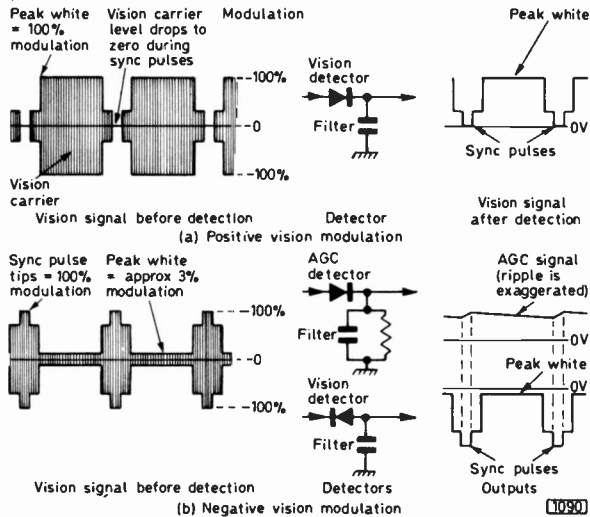 Peak white
= 100%
modulation
Vision carrier
level drops to
zero during
sync pulses
Modulation
-100%
-0
-100%
Vision
carrier
Vision signal before detection
Vision
detector
Filter
Detector
Peak white
0V
Sync pulses
Vision signal
after detection
(a) Positive vision modulation
Sync pulse
tips = 100%
modulation
Peak white
= approx 3%
modulation
-100%
-0
-100%
Vision signal before detection
AGC
detector
Filter
Vision
detector
Filter
Detectors
AGC signal
(ripple is
exaggerated)
0V
Peak white
0V
Sync pulses
Outputs
(b) Negative vision modulation
1090